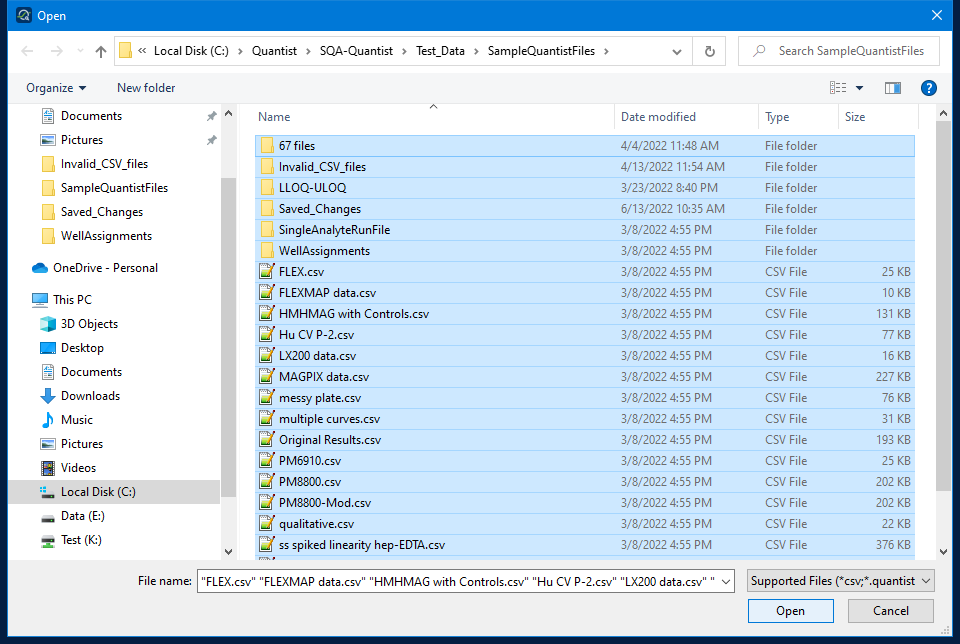 Open
« Local Disk (C:) › Quantist › SQA-Quantist › Test_Data › SampleQuantistFiles ›
Search SampleQuantistFiles
Organize
New folder
?
Documents
Pictures
Invalid_CSV_files
SampleQuantistFiles
Saved_Changes
WellAssignments
OneDrive - Personal
This PC
3D Objects
Desktop
Documents
Downloads
Music
Pictures
Videos
Local Disk (C:)
Data (E:)
Test (K:)
Name Date modified Type Size
67 files 4/4/2022 11:48 AM File folder
Invalid_CSV_files 4/13/2022 11:54 AM File folder
LLOQ-ULOQ 3/23/2022 8:40 PM File folder
Saved_Changes 6/13/2022 10:35 AM File folder
SingleAnalyteRunFile 3/8/2022 4:55 PM File folder
WellAssignments 3/8/2022 4:55 PM File folder
FLEX.csv 3/8/2022 4:55 PM CSV File 25 KB
FLEXMAP data.csv 3/8/2022 4:55 PM CSV File 10 KB
HMHMAG with Controls.csv 3/8/2022 4:55 PM CSV File 131 KB
Hu CV P-2.csv 3/8/2022 4:55 PM CSV File 77 KB
LX200 data.csv 3/8/2022 4:55 PM CSV File 16 KB
MAGPIX data.csv 3/8/2022 4:55 PM CSV File 227 KB
messy plate.csv 3/8/2022 4:55 PM CSV File 76 KB
multiple curves.csv 3/8/2022 4:55 PM CSV File 31 KB
Original Results.csv 3/8/2022 4:55 PM CSV File 193 KB
PM6910.csv 3/8/2022 4:55 PM CSV File 25 KB
PM8800.csv 3/8/2022 4:55 PM CSV File 202 KB
PM8800-Mod.csv 3/8/2022 4:55 PM CSV File 202 KB
qualitative.csv 3/8/2022 4:55 PM CSV File 22 KB
ss spiked linearity hep-EDTA.csv 3/8/2022 4:55 PM CSV File 376 KB
File name: "FLEX.csv" "FLEXMAP data.csv" "HMHMAG with Controls.csv" "Hu CV P-2.csv" "LX200 data.csv" "
Supported Files (*csv;*.quantist
Open
Cancel